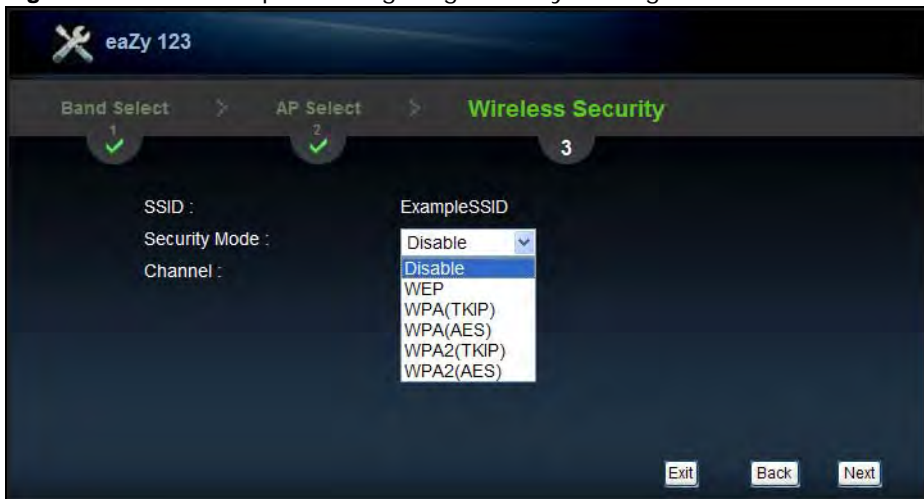 eaZy 123
Band Select > AP Select > Wireless Security
1 2 3
SSID : ExampleSSID
Security Mode : Disable
Channel : Disable
WEP
WPA(TKIP)
WPA(AES)
WPA2(TKIP)
WPA2(AES)
Exit Back Next